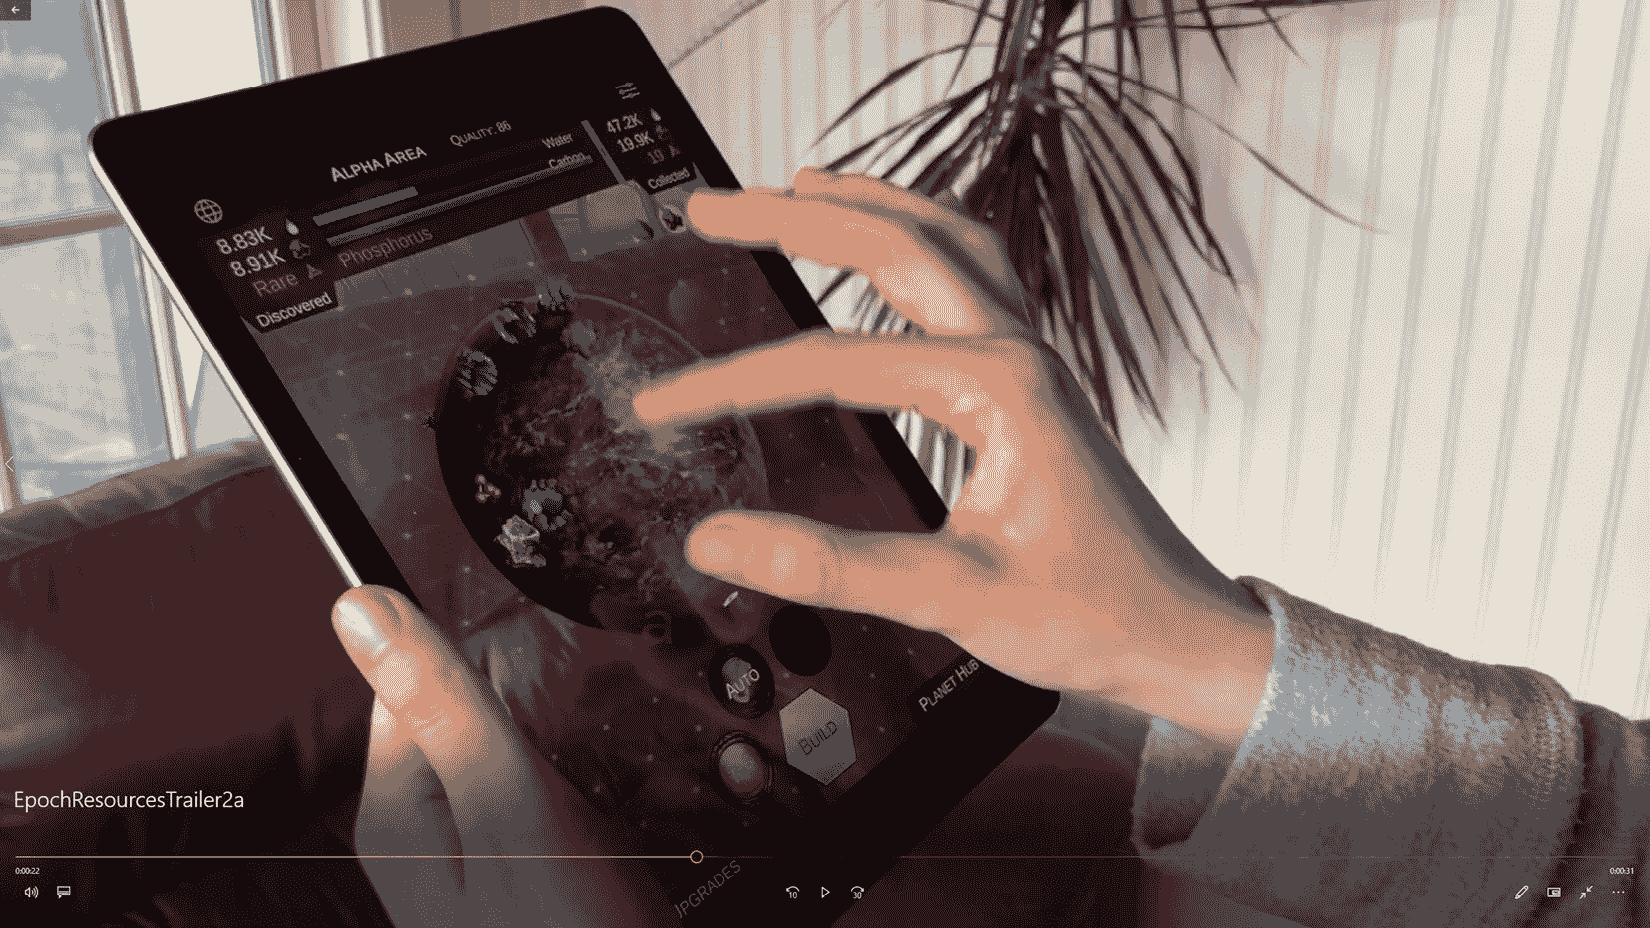 ALPHA AREA
QUALITY: 86
Water
Carbon
47.2K
19.9K
19
Collected
8.83K
8.91K
Rare
Phosphorus
Discovered
AUTO
BUILD
PLANET HUB
UPGRADES
EpochResourcesTrailer2a
0:00:22
0:00:31
10
30